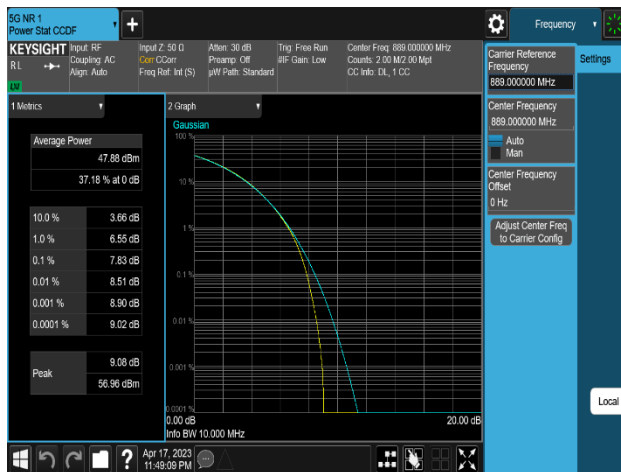 5G NR 1
Power Stat CCDF
Frequency
KEYSIGHT
RL
LV
Input: RF
Coupling: AC
Align: Auto
Input Z: 50 Ω
Corr CCorr
Freq Ref: Int (S)
Atten: 30 dB
Preamp: Off
µW Path: Standard
Trig: Free Run
#IF Gain: Low
Center Freq: 889.000000 MHz
Counts: 2.00 M/2.00 Mpt
CC Info: DL, 1 CC
1 Metrics
Average Power
47.88 dBm
37.18 % at 0 dB
10.0 % 3.66 dB
1.0 % 6.55 dB
0.1 % 7.83 dB
0.01 % 8.51 dB
0.001 % 8.90 dB
0.0001 % 9.02 dB
Peak
9.08 dB
56.96 dBm
2 Graph
Gaussian
100 %
10 %
1 %
0.1 %
0.01 %
0.001 %
0.0001 %
0.00 dB 20.00 dB
Info BW 10.000 MHz
Carrier Reference
Frequency
889.000000 MHz
Center Frequency
889.000000 MHz
Auto
Man
Center Frequency
Offset
0 Hz
Adjust Center Freq
to Carrier Config
Settings
Local
?
Apr 17, 2023
11:49:09 PM